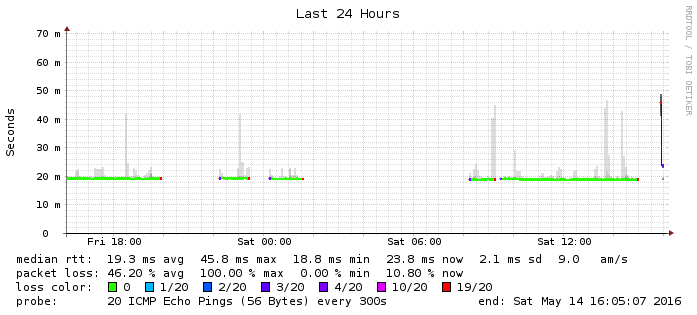 Last 24 Hours
RRDTOOL / TOBI OETIKER
70 m
60 m
50 m
40 m
30 m
20 m
10 m
0
Seconds
Fri 18:00 Sat 00:00 Sat 06:00 Sat 12:00
median rtt: 19.3 ms avg 45.8 ms max 18.8 ms min 23.8 ms now 2.1 ms sd 9.0 am/s
packet loss: 46.20 % avg 100.00 % max 0.00 % min 10.80 % now
loss color: 0 1/20 2/20 3/20 4/20 10/20 19/20
probe: 20 ICMP Echo Pings (56 Bytes) every 300s end: Sat May 14 16:05:07 2016